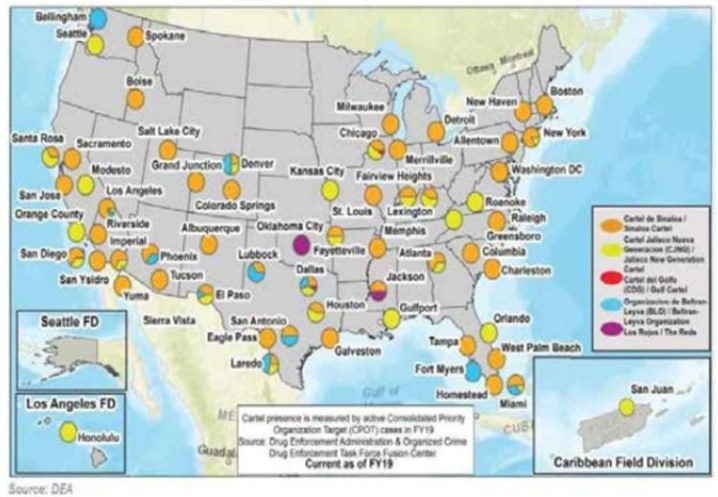 Bellingham
Seattle
Spokane
Boise
Ottawa Montreal
Milwaukee
Chicago
Detroit
New Haven
Boston
Allentown
New York
Merrillville
Santa Rosa
Sacramento
Salt Lake City
Grand Junction
Denver
Modesto
Kansas City
Fairview Heights
Washington DC
San Jose
Los Angeles
Colorado Springs
St. Louis
Lexington
Roanoke
Orange County
Riverside
Albuquerque
Oklahoma City
Memphis
Raleigh
Imperial
Fayetteville
Greensboro
San Diego
Phoenix
Lubbock
Dallas
Atlanta
Columbia
San Ysidro
Tucson
Jackson
Charleston
Yuma
El Paso
Houston
Gulfport
Sierra Vista
San Antonio
Orlando
Eagle Pass
Galveston
Tampa
West Palm Beach
Laredo
Fort Myers
Homestead
Miami
Cartel de Sinaloa /
Sinaloa Cartel
Cartel Jalisco Nueva
Generacion (CJNG) /
Jalisco New Generation
Cartel
Cartel del Golfo
(CDG) / Gulf Cartel
Organizacion de Beltran-
Leyva (BLO) / Beltran-
Leyva Organization
Los Rojos / The Reds
Seattle FD
Los Angeles FD
Honolulu
San Juan
Caribbean Field Division
Gulf of
ME
Guadal
CUB
Cartel presence is measured by active Consolidated Priority
Organization Target (CPOT) cases in FY19
Source: Drug Enforcement Administration & Organized Crime
Drug Enforcement Task Force Fusion Center
Current as of FY19
Source: DEA